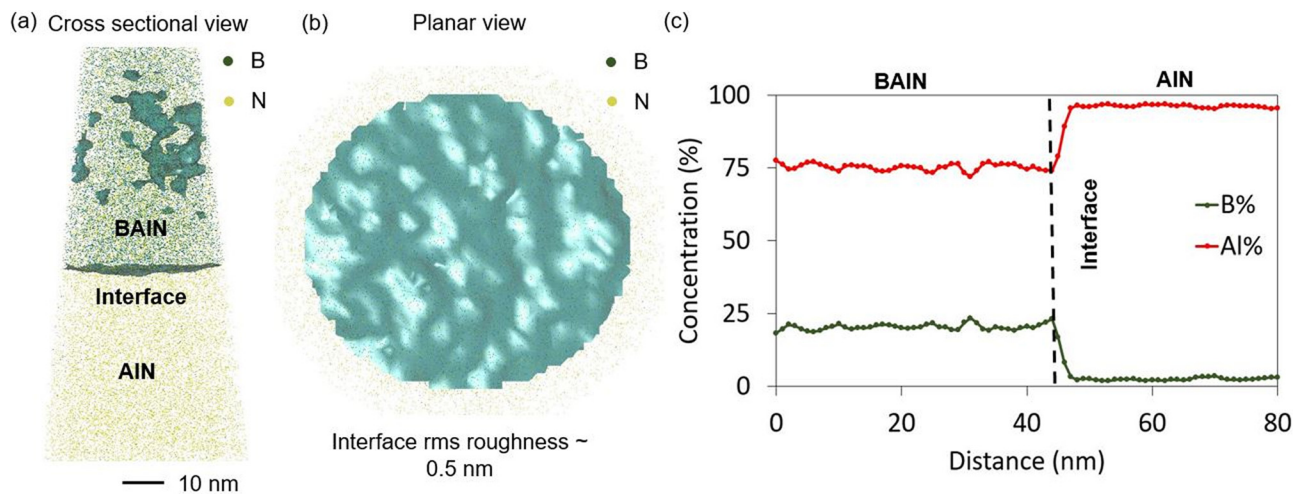 (a) Cross sectional view
B
N
BAlN
Interface
AlN
10 nm
(b) Planar view
B
N
Interface rms roughness ~
0.5 nm
(c)
BAlN AlN
100
75
50
25
0
Concentration (%)
Interface
B%
Al%
0 20 40 60 80
Distance (nm)